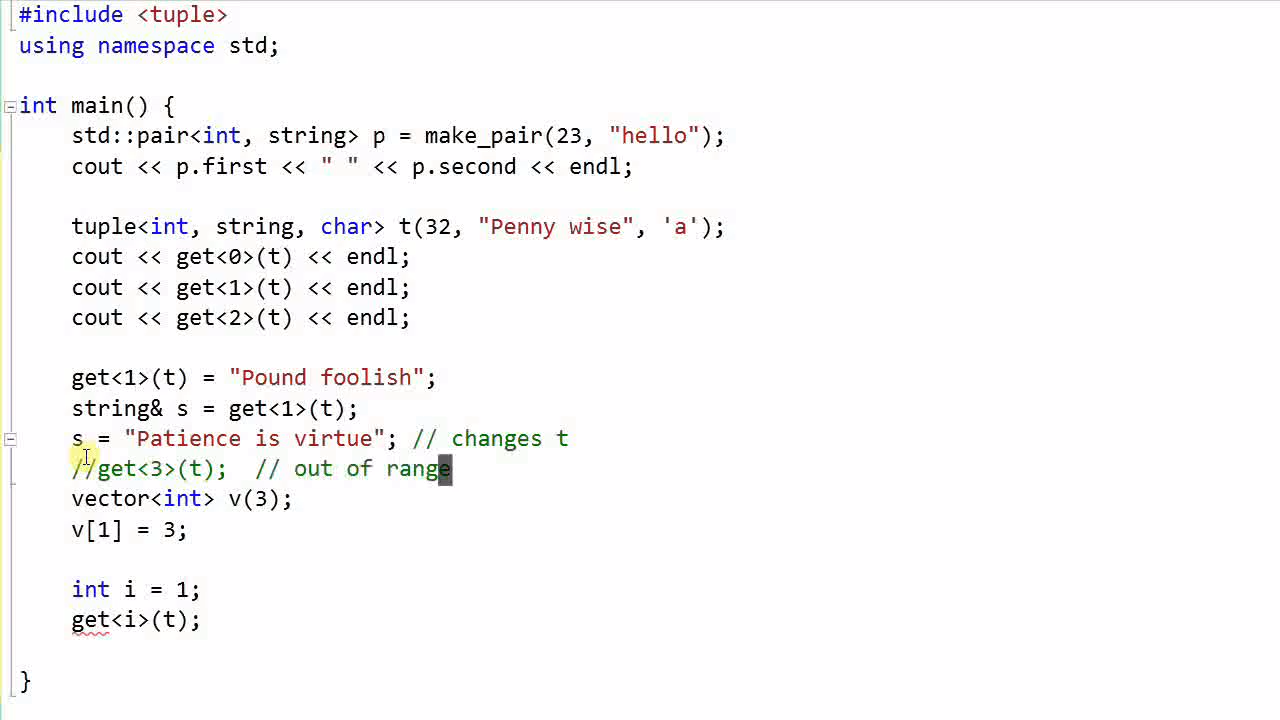 #include <tuple>
using namespace std;
int main() {
std::pair<int, string> p = make_pair(23, "hello");
cout << p.first << " " << p.second << endl;
tuple<int, string, char> t(32, "Penny wise", 'a');
cout << get<0>(t) << endl;
cout << get<1>(t) << endl;
cout << get<2>(t) << endl;
get<1>(t) = "Pound foolish";
string& s = get<1>(t);
s = "Patience is virtue"; // changes t
//get<3>(t);  // out of range
vector<int> v(3);
v[1] = 3;
int i = 1;
get<i>(t);
}